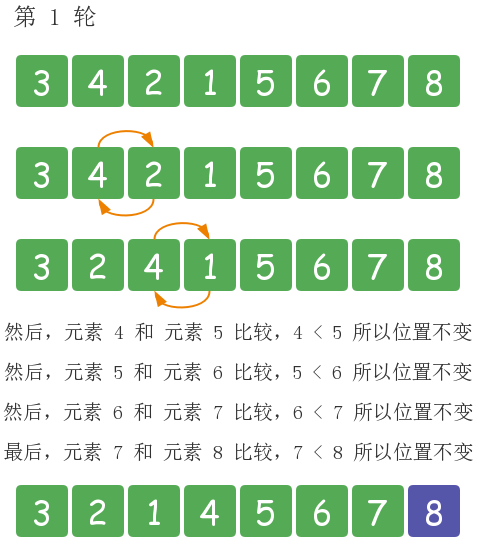 第 1 轮
3 4 2 1 5 6 7 8
3 4 2 1 5 6 7 8
3 2 4 1 5 6 7 8
然后，元素 4 和 元素 5 比较，4 < 5 所以位置不变
然后，元素 5 和 元素 6 比较，5 < 6 所以位置不变
然后，元素 6 和 元素 7 比较，6 < 7 所以位置不变
最后，元素 7 和 元素 8 比较，7 < 8 所以位置不变
3 2 1 4 5 6 7 8